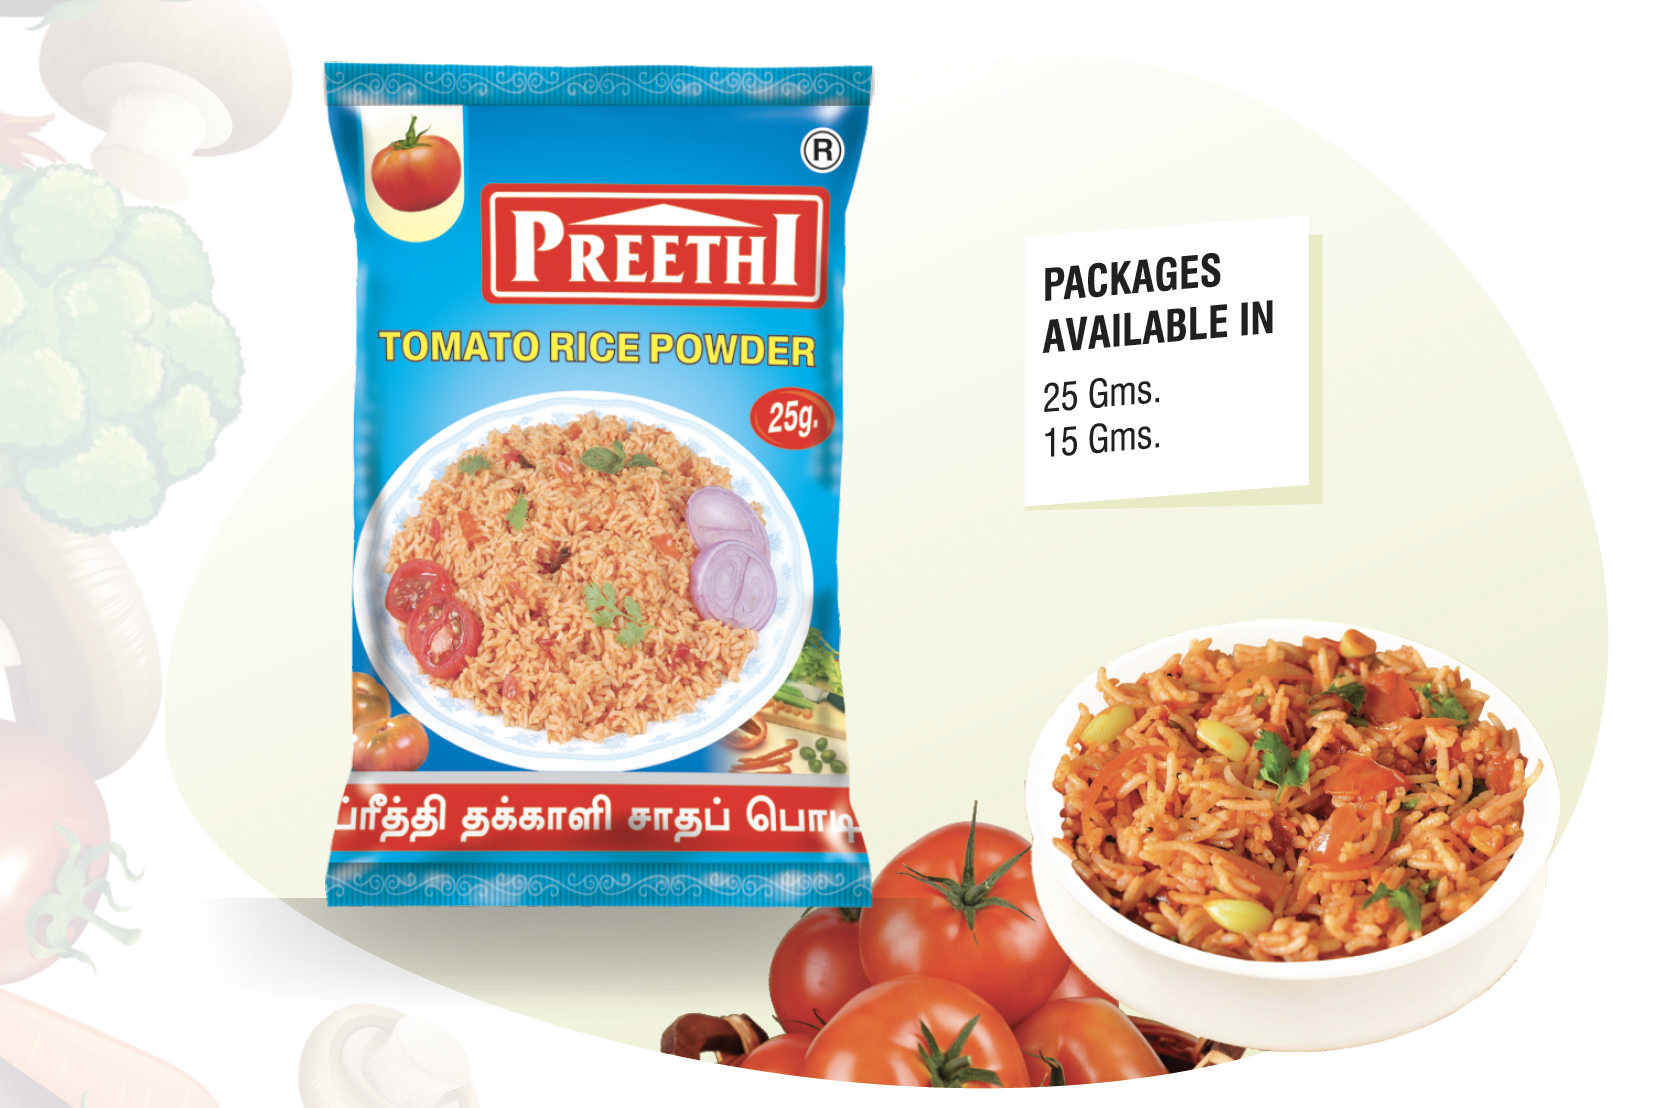 ®
PREETHI
TOMATO RICE POWDER
25g.
ப்ரீத்தி தக்காளி சாதப் பொடி
PACKAGES
AVAILABLE IN
25 Gms.
15 Gms.